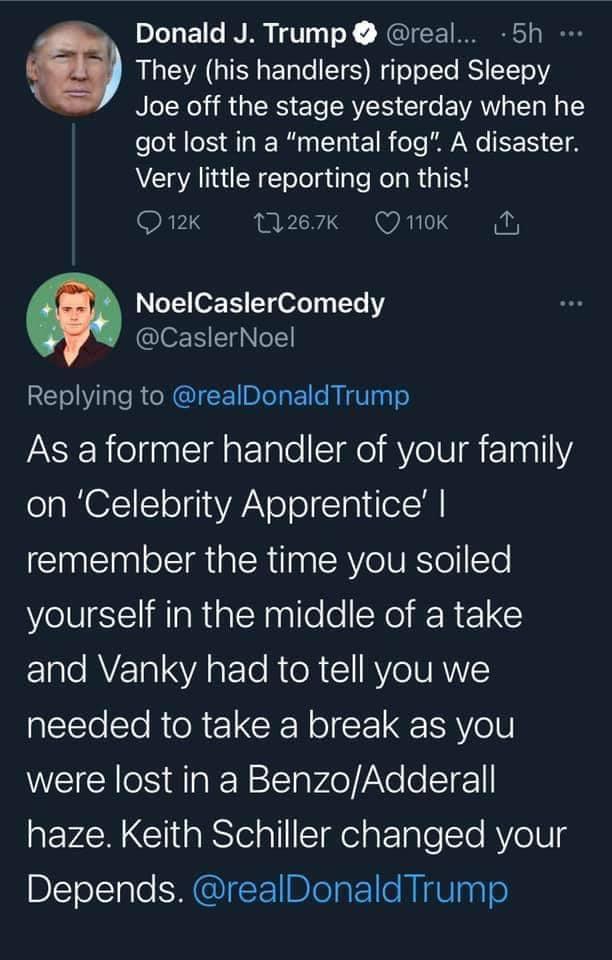 Donald J. Trump @real... · 5h ...
They (his handlers) ripped Sleepy
Joe off the stage yesterday when he
got lost in a “mental fog”. A disaster.
Very little reporting on this!
12K 26.7K 110K
NoelCaslerComedy ...
@CaslerNoel
Replying to @realDonaldTrump
As a former handler of your family
on ‘Celebrity Apprentice’ I
remember the time you soiled
yourself in the middle of a take
and Vanky had to tell you we
needed to take a break as you
were lost in a Benzo/Adderall
haze. Keith Schiller changed your
Depends. @realDonaldTrump